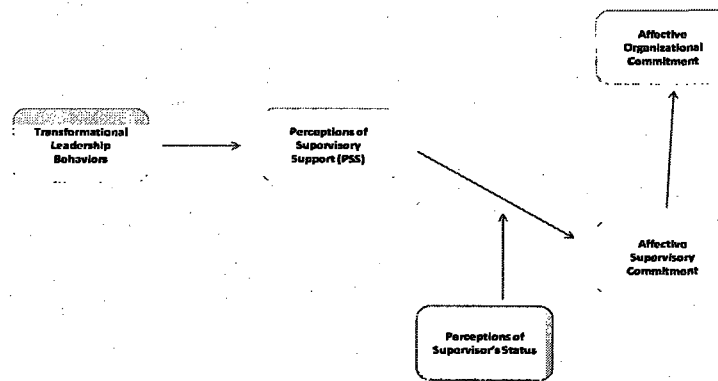 Affective
Organizational
Commitment
Transformational
Leadership
Behaviors
Perceptions of
Supervisory
Support (PSS)
Affective
Supervisory
Commitment
Perceptions of
Supervisor's Status